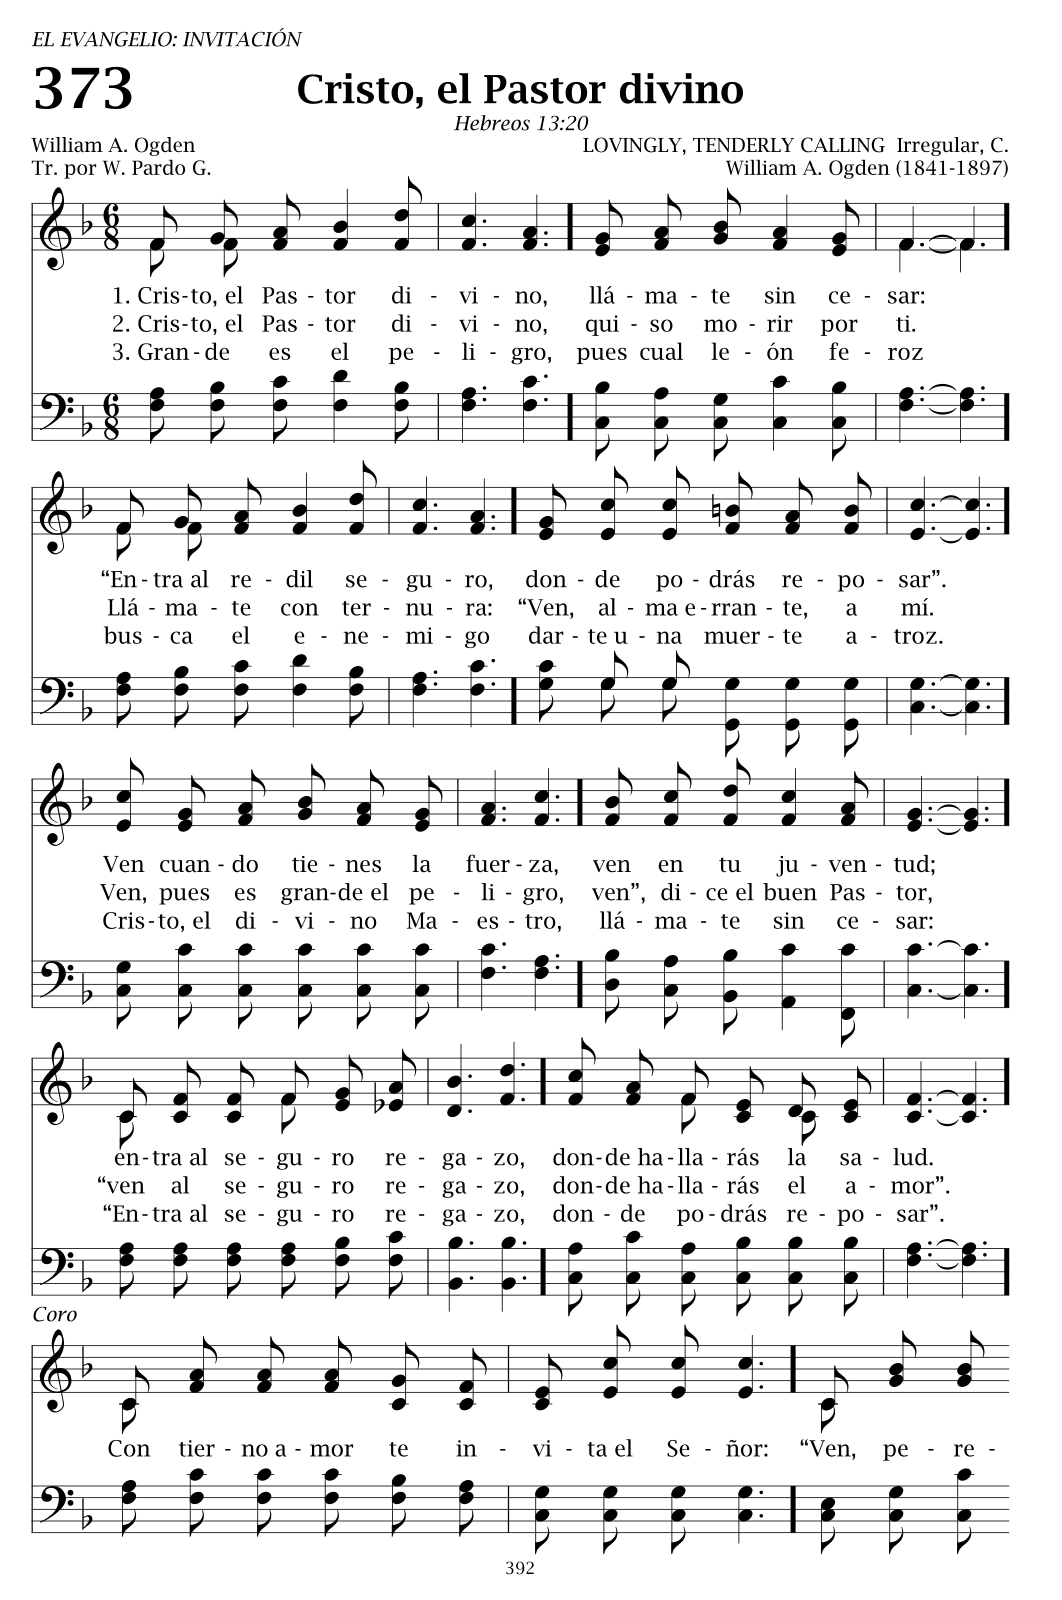 EL EVANGELIO: INVITACIÓN
373
Cristo, el Pastor divino
Hebreos 13:20
William A. Ogden
LOVINGLY, TENDERLY CALLING Irregular, C.
Tr. por W. Pardo G.
William A. Ogden (1841-1897)
1. Cris-to, el Pas - tor di - vi - no, llá - ma - te sin ce - sar:
2. Cris-to, el Pas - tor di - vi - no, qui - so mo - rir por ti.
3. Gran - de es el pe - li - gro, pues cual le - ón fe - roz
“En - tra al re - dil se - gu - ro, don - de po - drás re - po - sar”.
Llá - ma - te con ter - nu - ra: “Ven, al - ma e - rran - te, a mí.
bus - ca el e - ne - mi - go dar - te u - na muer - te a - troz.
Ven cuan - do tie - nes la fuer - za, ven en tu ju - ven - tud;
Ven, pues es gran-de el pe - li - gro, ven”, di - ce el buen Pas - tor,
Cris-to, el di - vi - no Ma - es - tro, llá - ma - te sin ce - sar:
en-tra al se - gu - ro re - ga - zo, don-de ha-lla - rás la sa - lud.
“ven al se - gu - ro re - ga - zo, don-de ha-lla - rás el a - mor”.
“En-tra al se - gu - ro re - ga - zo, don - de po - drás re - po - sar”.
Coro
Con tier - no a - mor te in - vi - ta el Se - ñor: “Ven, pe - re -
392